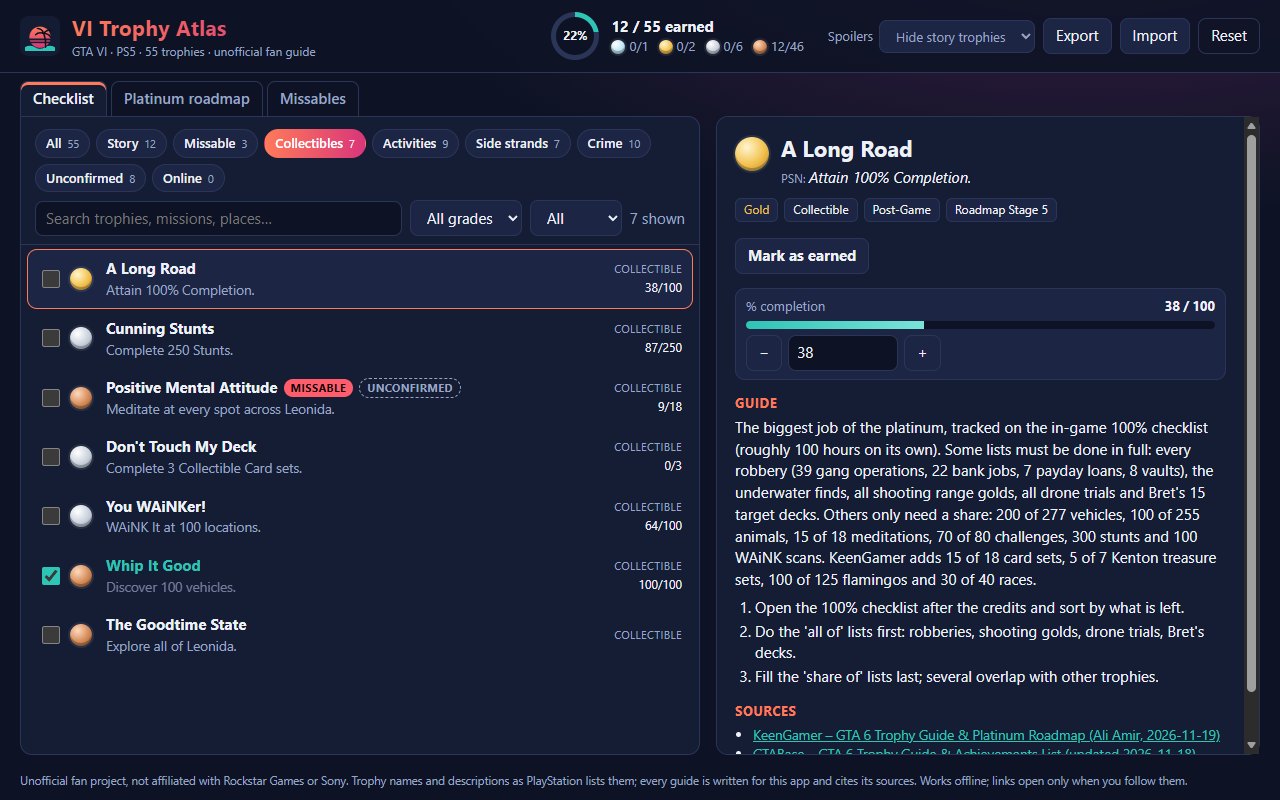 VI Trophy Atlas
GTA VI · PS5 · 55 trophies · unofficial fan guide
22%
12 / 55 earned
0/1 0/2 0/6 12/46
Spoilers
Hide story trophies
Export
Import
Reset
Checklist
Platinum roadmap
Missables
All 55
Story 12
Missable 3
Collectibles 7
Activities 9
Side strands 7
Crime 10
Unconfirmed 8
Online 0
Search trophies, missions, places...
All grades
All
7 shown
A Long Road
Attain 100% Completion.
COLLECTIBLE
38/100
Cunning Stunts
Complete 250 Stunts.
COLLECTIBLE
87/250
Positive Mental Attitude MISSABLE UNCONFIRMED
Meditate at every spot across Leonida.
COLLECTIBLE
9/18
Don't Touch My Deck
Complete 3 Collectible Card sets.
COLLECTIBLE
0/3
You WAiNKer!
WAiNK It at 100 locations.
COLLECTIBLE
64/100
Whip It Good
Discover 100 vehicles.
COLLECTIBLE
100/100
The Goodtime State
Explore all of Leonida.
COLLECTIBLE
A Long Road
PSN: Attain 100% Completion.
Gold
Collectible
Post-Game
Roadmap Stage 5
Mark as earned
% completion
38 / 100
−
38
+
GUIDE
The biggest job of the platinum, tracked on the in-game 100% checklist
(roughly 100 hours on its own). Some lists must be done in full: every
robbery (39 gang operations, 22 bank jobs, 7 payday loans, 8 vaults), the
underwater finds, all shooting range golds, all drone trials and Bret's 15
target decks. Others only need a share: 200 of 277 vehicles, 100 of 255
animals, 15 of 18 meditations, 70 of 80 challenges, 300 stunts and 100
WAiNK scans. KeenGamer adds 15 of 18 card sets, 5 of 7 Kenton treasure
sets, 100 of 125 flamingos and 30 of 40 races.
1. Open the 100% checklist after the credits and sort by what is left.
2. Do the 'all of' lists first: robberies, shooting golds, drone trials, Bret's
decks.
3. Fill the 'share of' lists last; several overlap with other trophies.
SOURCES
KeenGamer – GTA 6 Trophy Guide & Platinum Roadmap (Ali Amir, 2026-11-19)
GTABase – GTA 6 Trophy Guide & Achievements List (updated 2026-11-18)
Unofficial fan project, not affiliated with Rockstar Games or Sony. Trophy names and descriptions as PlayStation lists them; every guide is written for this app and cites its sources. Works offline; links open only when you follow them.